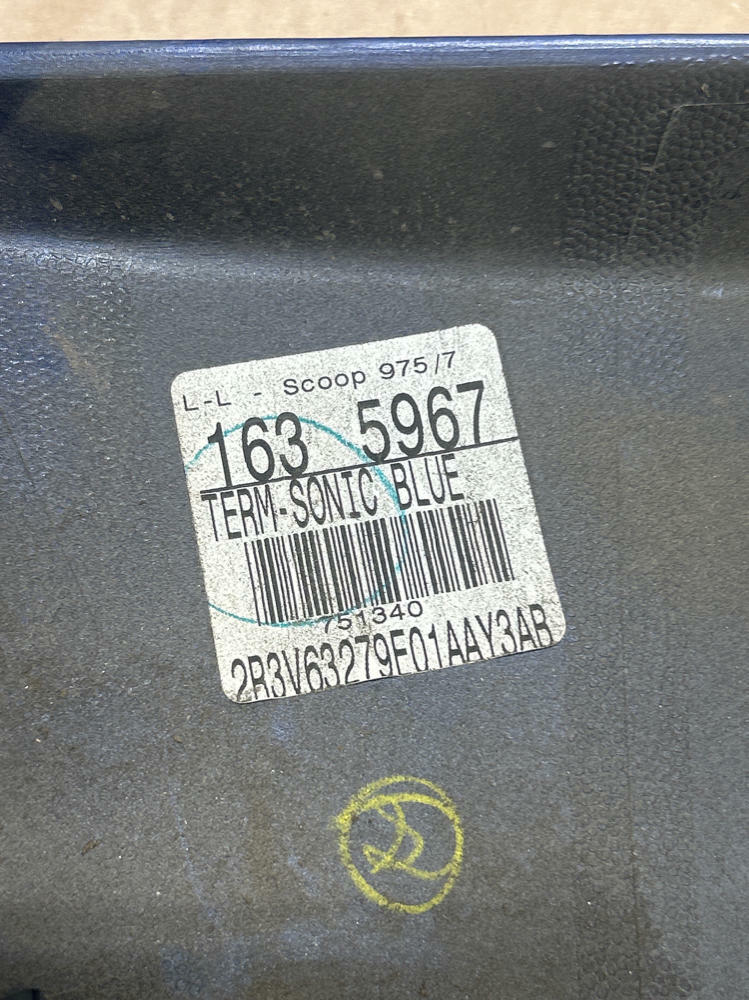 L-L - Scoop 975/7
163 5967
TERM-SONIC BLUE
751340
2R3V63279F01AAY3AB